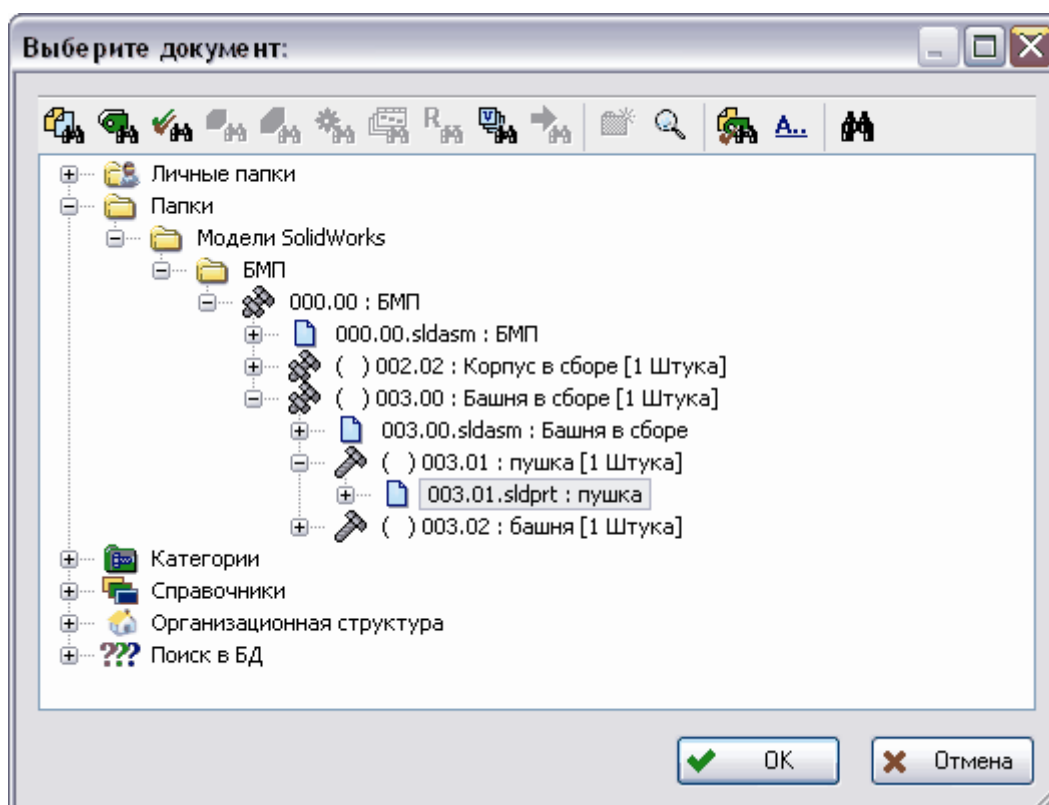 Выберите документ:
R
V
A..
Личные папки
Папки
Модели SolidWorks
БМП
000.00 : БМП
000.00.sldasm : БМП
( ) 002.02 : Корпус в сборе [1 Штука]
( ) 003.00 : Башня в сборе [1 Штука]
003.00.sldasm : Башня в сборе
( ) 003.01 : пушка [1 Штука]
003.01.sldprt : пушка
( ) 003.02 : башня [1 Штука]
Категории
Справочники
Организационная структура
??? Поиск в БД
OK
Отмена